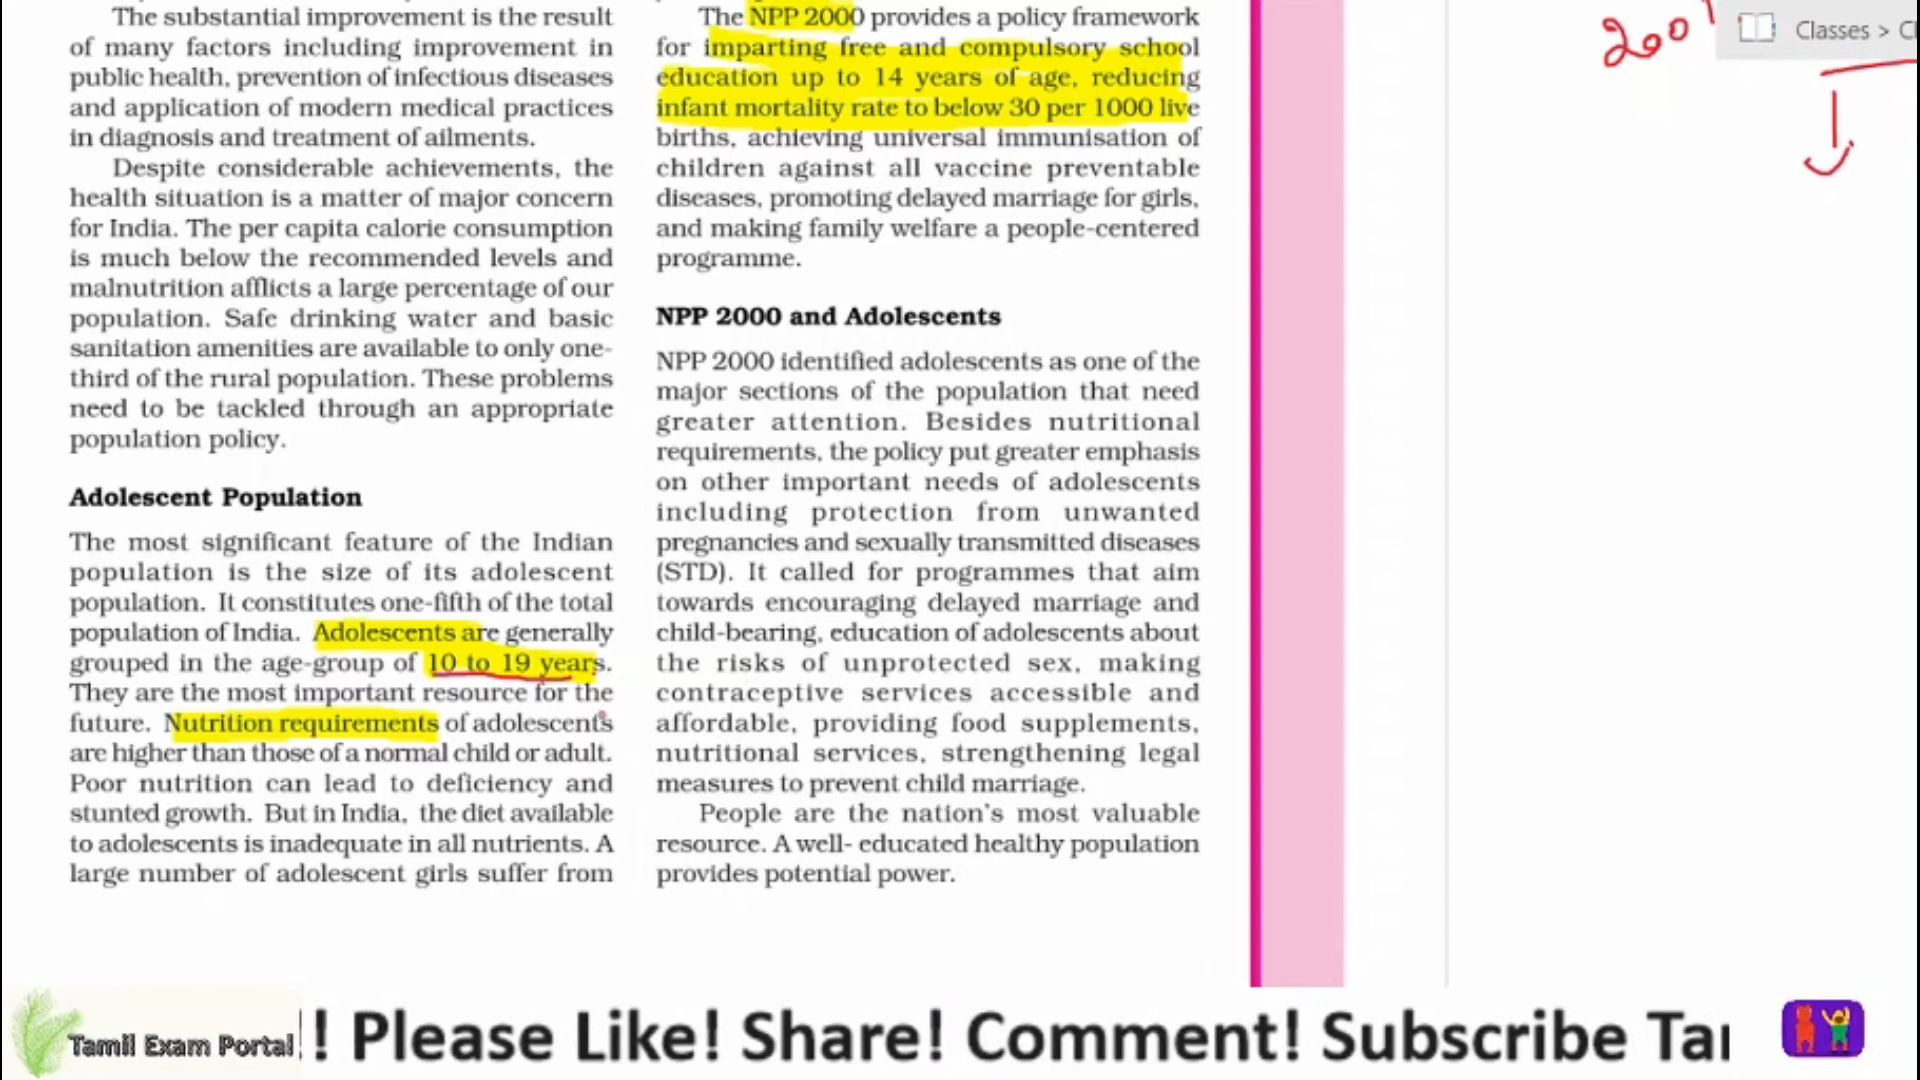 The substantial improvement is the result
of many factors including improvement in
public health, prevention of infectious diseases
and application of modern medical practices
in diagnosis and treatment of ailments.
Despite considerable achievements, the
health situation is a matter of major concern
for India. The per capita calorie consumption
is much below the recommended levels and
malnutrition afflicts a large percentage of our
population. Safe drinking water and basic
sanitation amenities are available to only one-
third of the rural population. These problems
need to be tackled through an appropriate
population policy.
Adolescent Population
The most significant feature of the Indian
population is the size of its adolescent
population. It constitutes one-fifth of the total
population of India. Adolescents are generally
grouped in the age-group of 10 to 19 years.
They are the most important resource for the
future. Nutrition requirements of adolescents
are higher than those of a normal child or adult.
Poor nutrition can lead to deficiency and
stunted growth. But in India, the diet available
to adolescents is inadequate in all nutrients. A
large number of adolescent girls suffer from
The NPP 2000 provides a policy framework
for imparting free and compulsory school
education up to 14 years of age, reducing
infant mortality rate to below 30 per 1000 live
births, achieving universal immunisation of
children against all vaccine preventable
diseases, promoting delayed marriage for girls,
and making family welfare a people-centered
programme.
NPP 2000 and Adolescents
NPP 2000 identified adolescents as one of the
major sections of the population that need
greater attention. Besides nutritional
requirements, the policy put greater emphasis
on other important needs of adolescents
including protection from unwanted
pregnancies and sexually transmitted diseases
(STD). It called for programmes that aim
towards encouraging delayed marriage and
child-bearing, education of adolescents about
the risks of unprotected sex, making
contraceptive services accessible and
affordable, providing food supplements,
nutritional services, strengthening legal
measures to prevent child marriage.
People are the nation's most valuable
resource. A well- educated healthy population
provides potential power.
Classes >
Tamil Exam Portal
! Please Like! Share! Comment! Subscribe